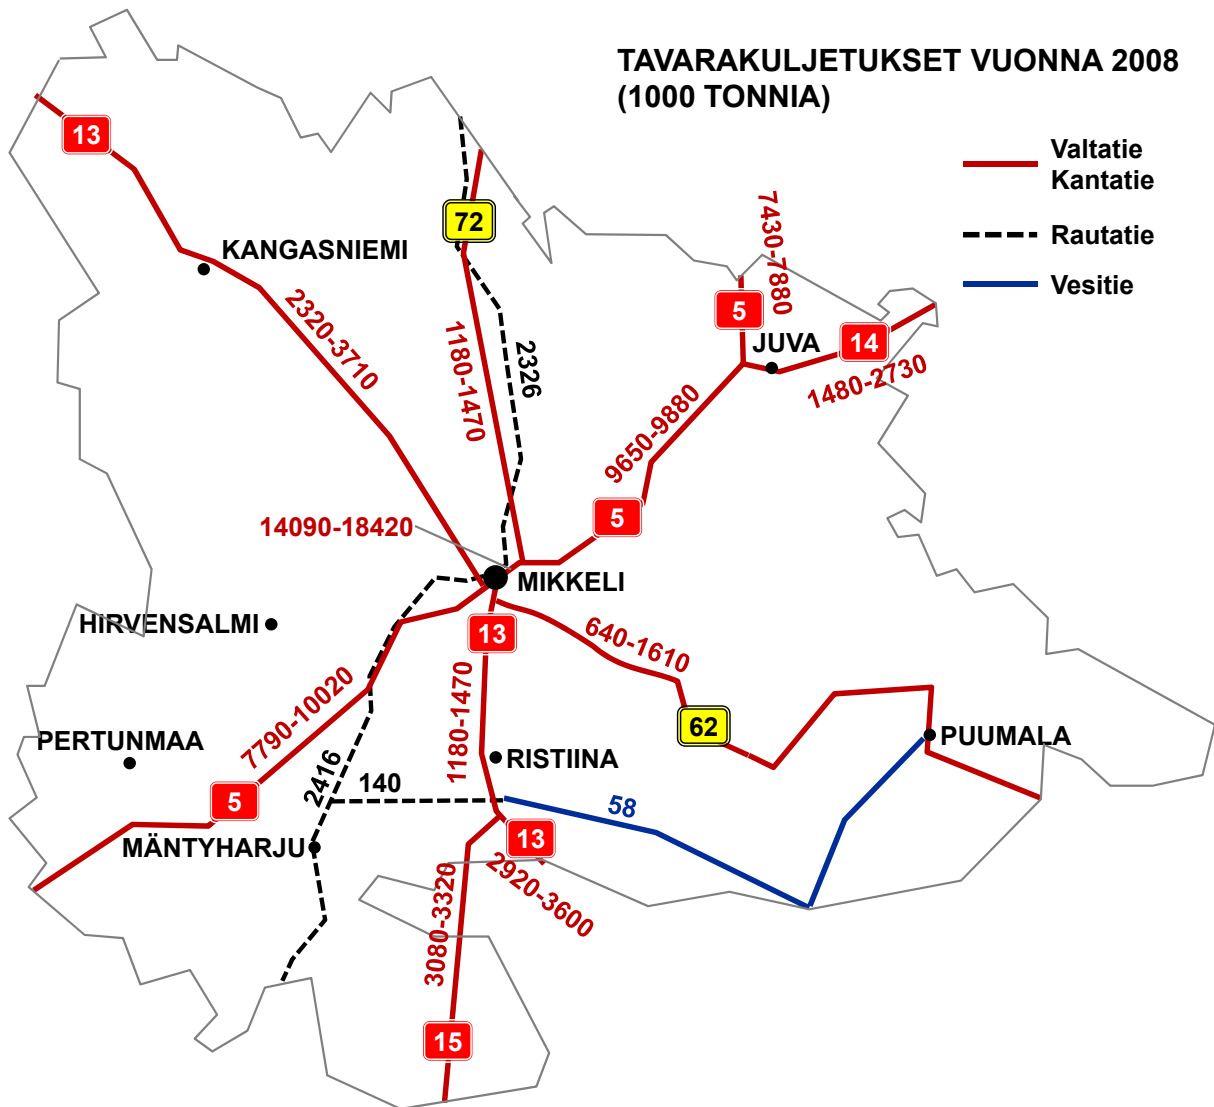 TAVARAKULJETUKSET VUONNA 2008
(1000 TONNIA)
Valtatie
Kantatie
Rautatie
Vesitie
13
72
KANGASNIEMI
7430-7880
5
JUVA
14
1480-2730
2320-3710
1180-1470
2326
9650-9880
5
14090-18420
MIKKELI
HIRVENSALMI
13
640-1610
62
PUUMALA
PERTUNMAA
7790-10020
1180-1470
RISTIINA
5
2416
140
58
MÄNTYHARJU
13
2920-3600
3080-3320
15